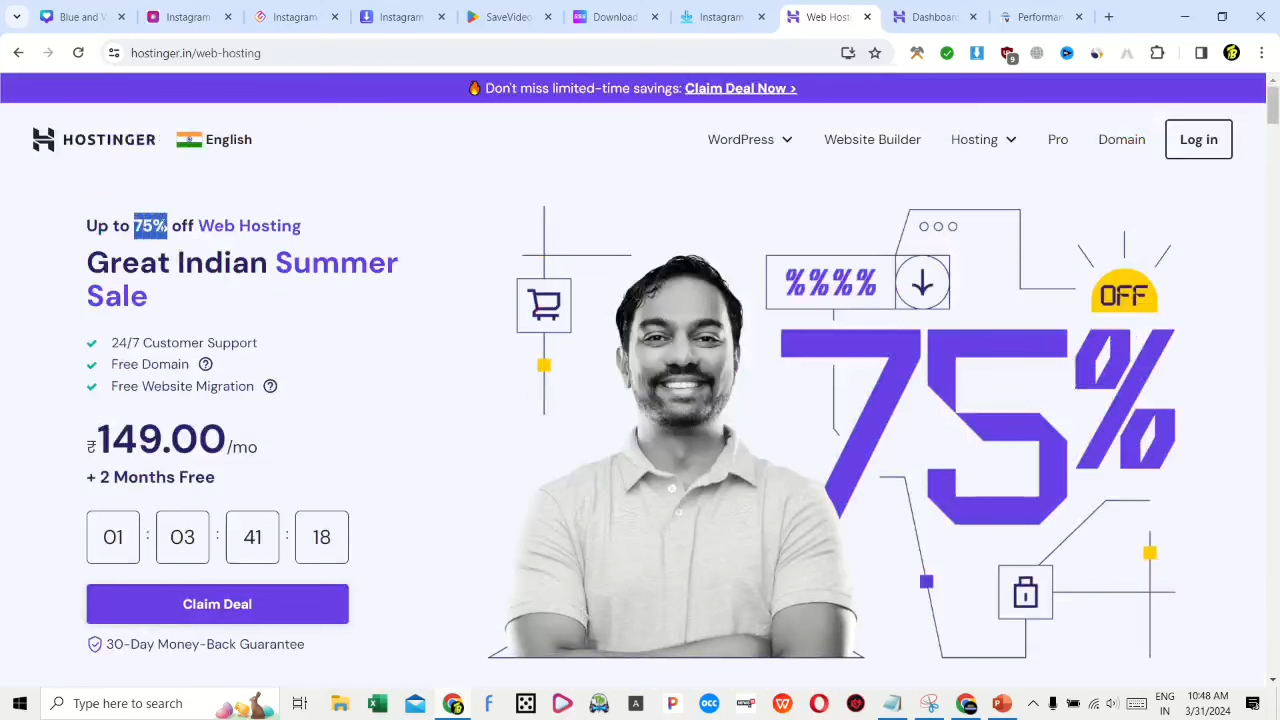 Instagram
Instagram
Instagram
SaveVideo
Download
Instagram
Web Host
Dashboard
Performan
hostinger.in/web-hosting
9
🔥 Don't miss limited-time savings: Claim Deal Now >
HOSTINGER
English
WordPress
Website Builder
Hosting
Pro
Domain
Log in
Up to 75% off Web Hosting
Great Indian Summer
Sale
24/7 Customer Support
Free Domain
Free Website Migration
₹149.00/mo
+ 2 Months Free
01 : 03 : 41 : 18
Claim Deal
30-Day Money-Back Guarantee
%%%%
OFF
75%
Type here to search
ENG
IN
10:48 AM
3/31/2024